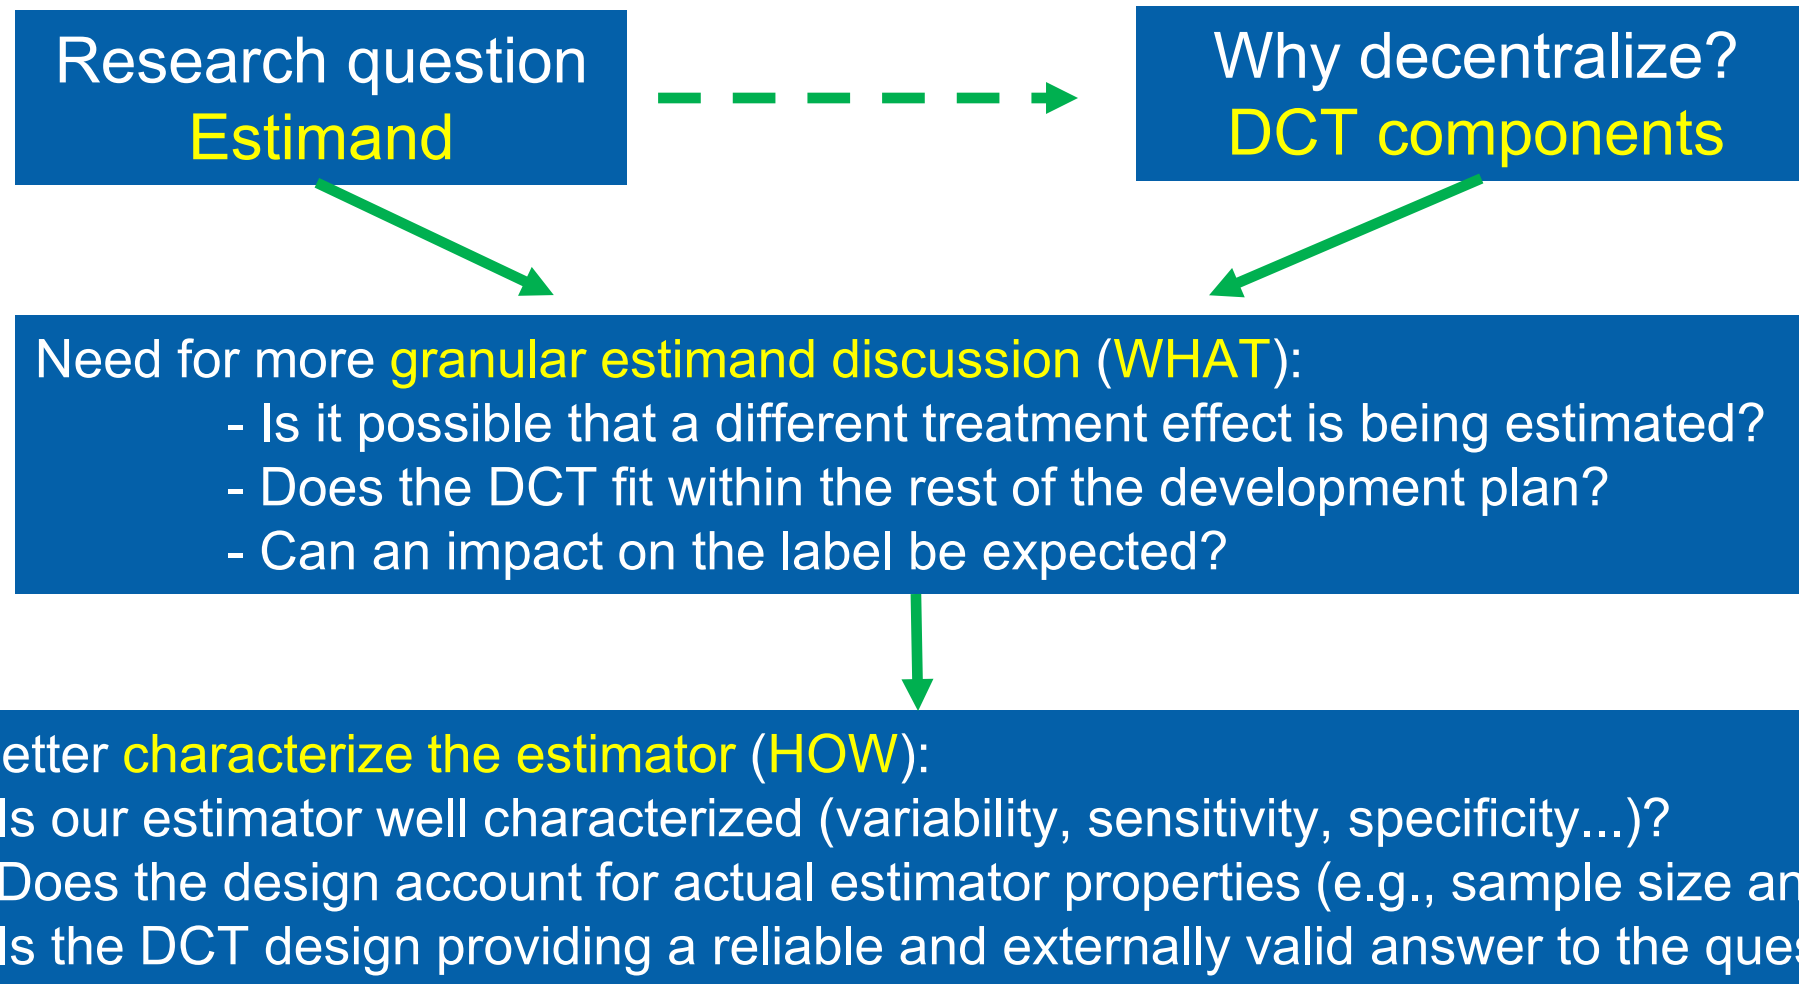 Research question
Estimand
Why decentralize?
DCT components
Need for more granular estimand discussion (WHAT):
- Is it possible that a different treatment effect is being estimated?
- Does the DCT fit within the rest of the development plan?
- Can an impact on the label be expected?
etter characterize the estimator (HOW):
Is our estimator well characterized (variability, sensitivity, specificity...)?
Does the design account for actual estimator properties (e.g., sample size an
Is the DCT design providing a reliable and externally valid answer to the ques